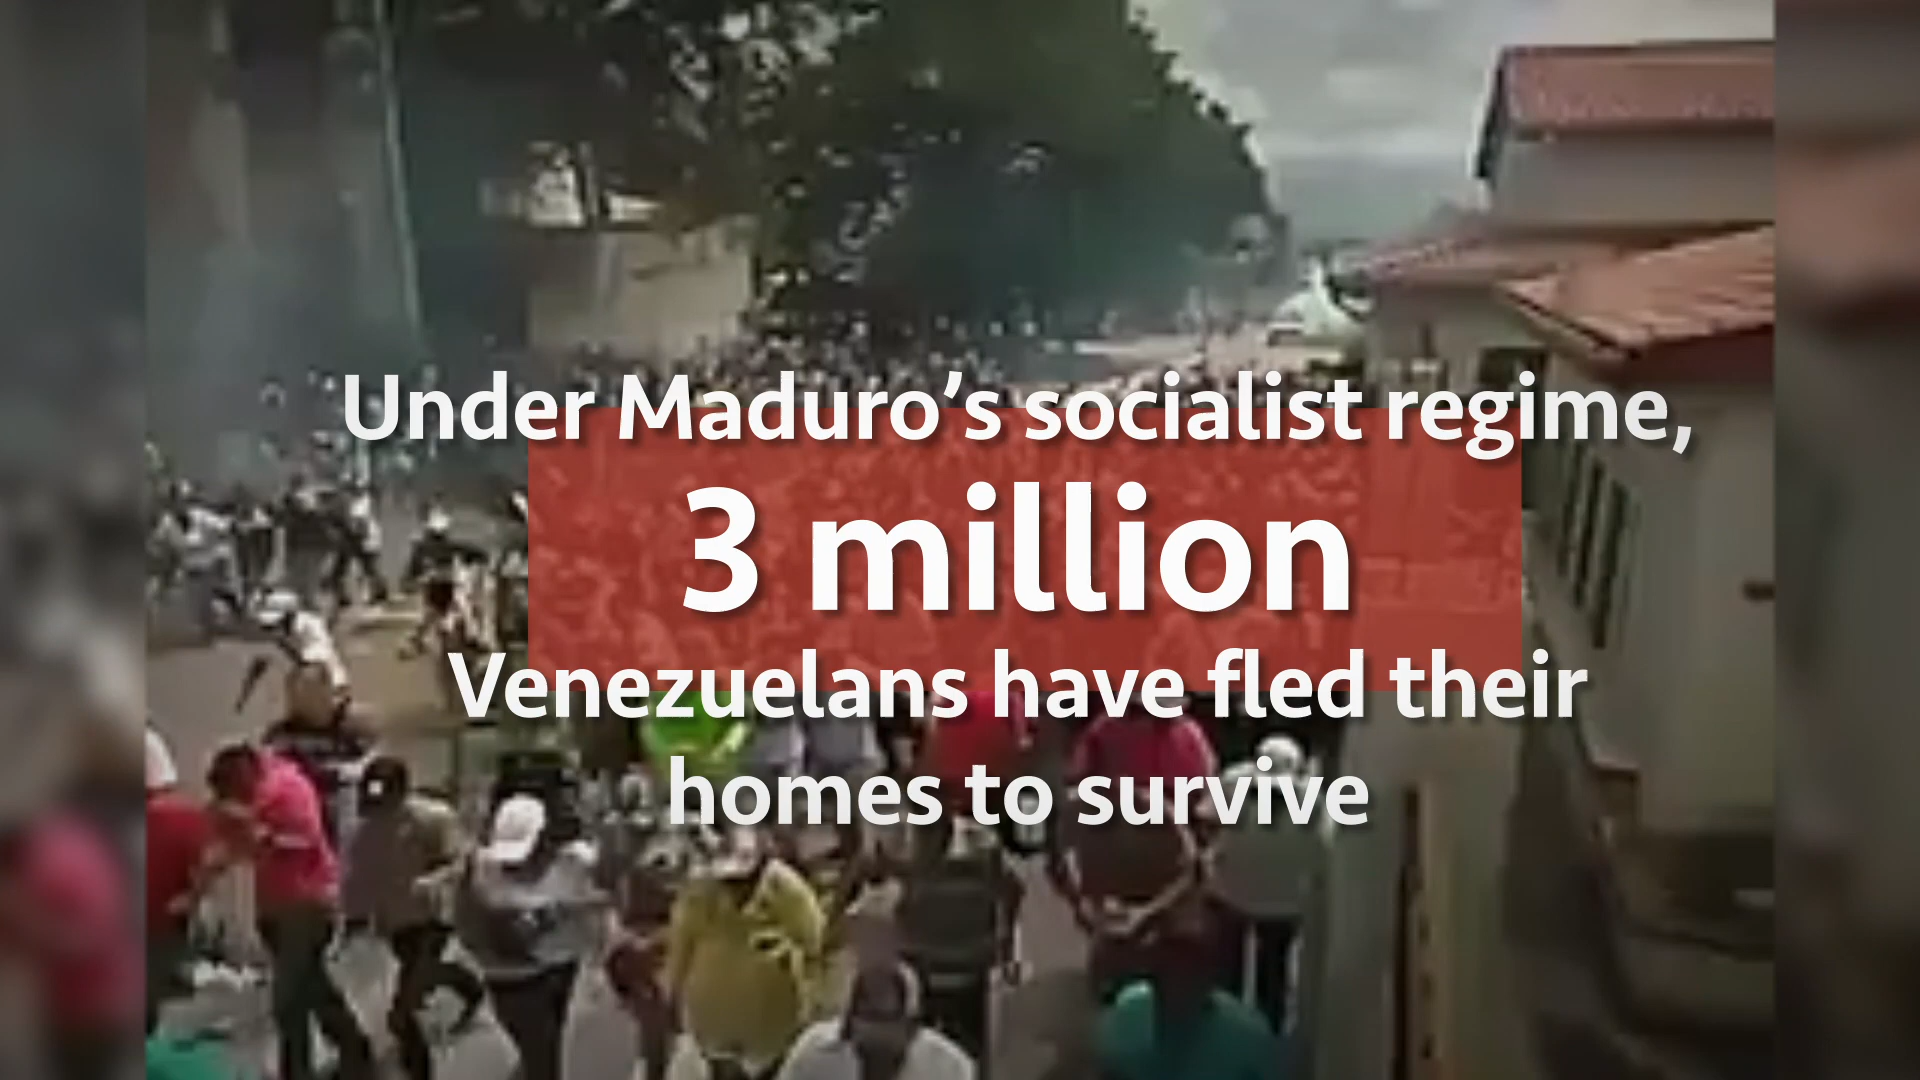 Under Maduro’s socialist regime,
3 million
Venezuelans have fled their
homes to survive